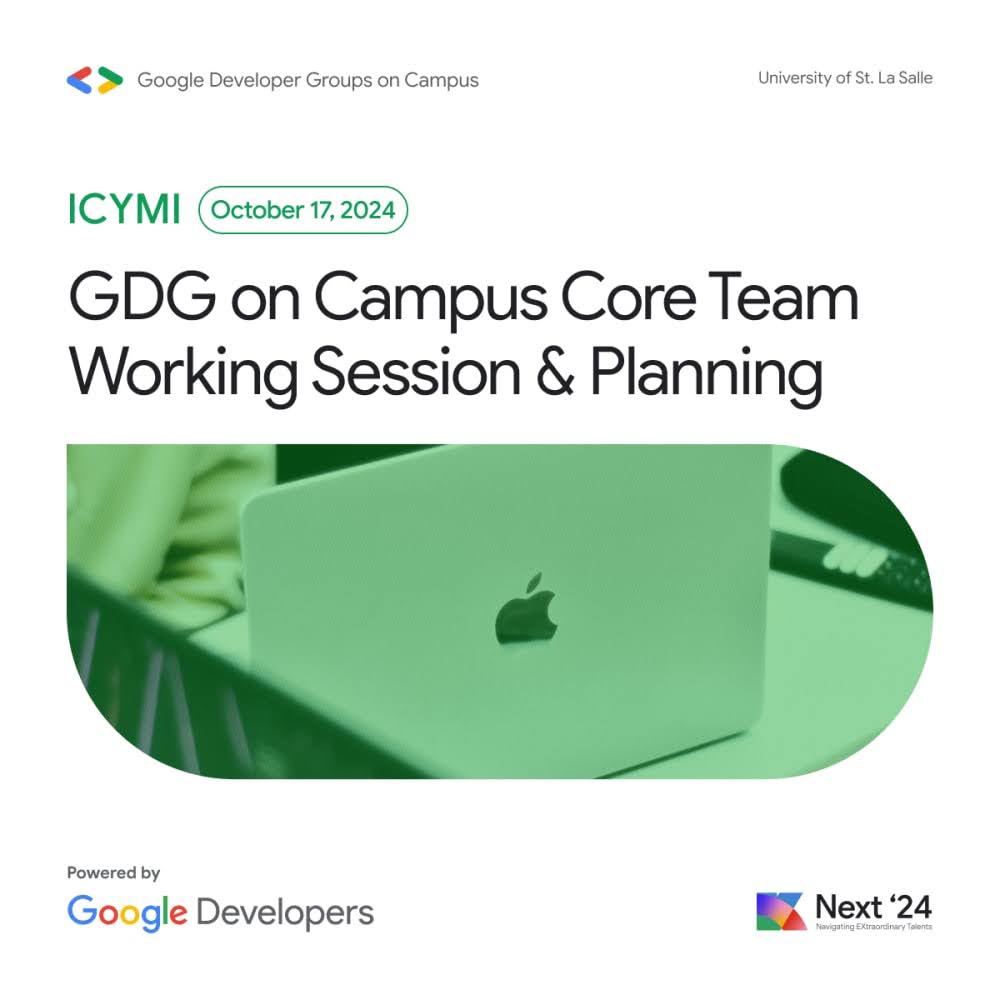 Google Developer Groups on Campus
University of St. La Salle
ICYMI
October 17, 2024
GDG on Campus Core Team
Working Session & Planning
Powered by
Google Developers
Next ‘24
Navigating EXtraordinary Talents